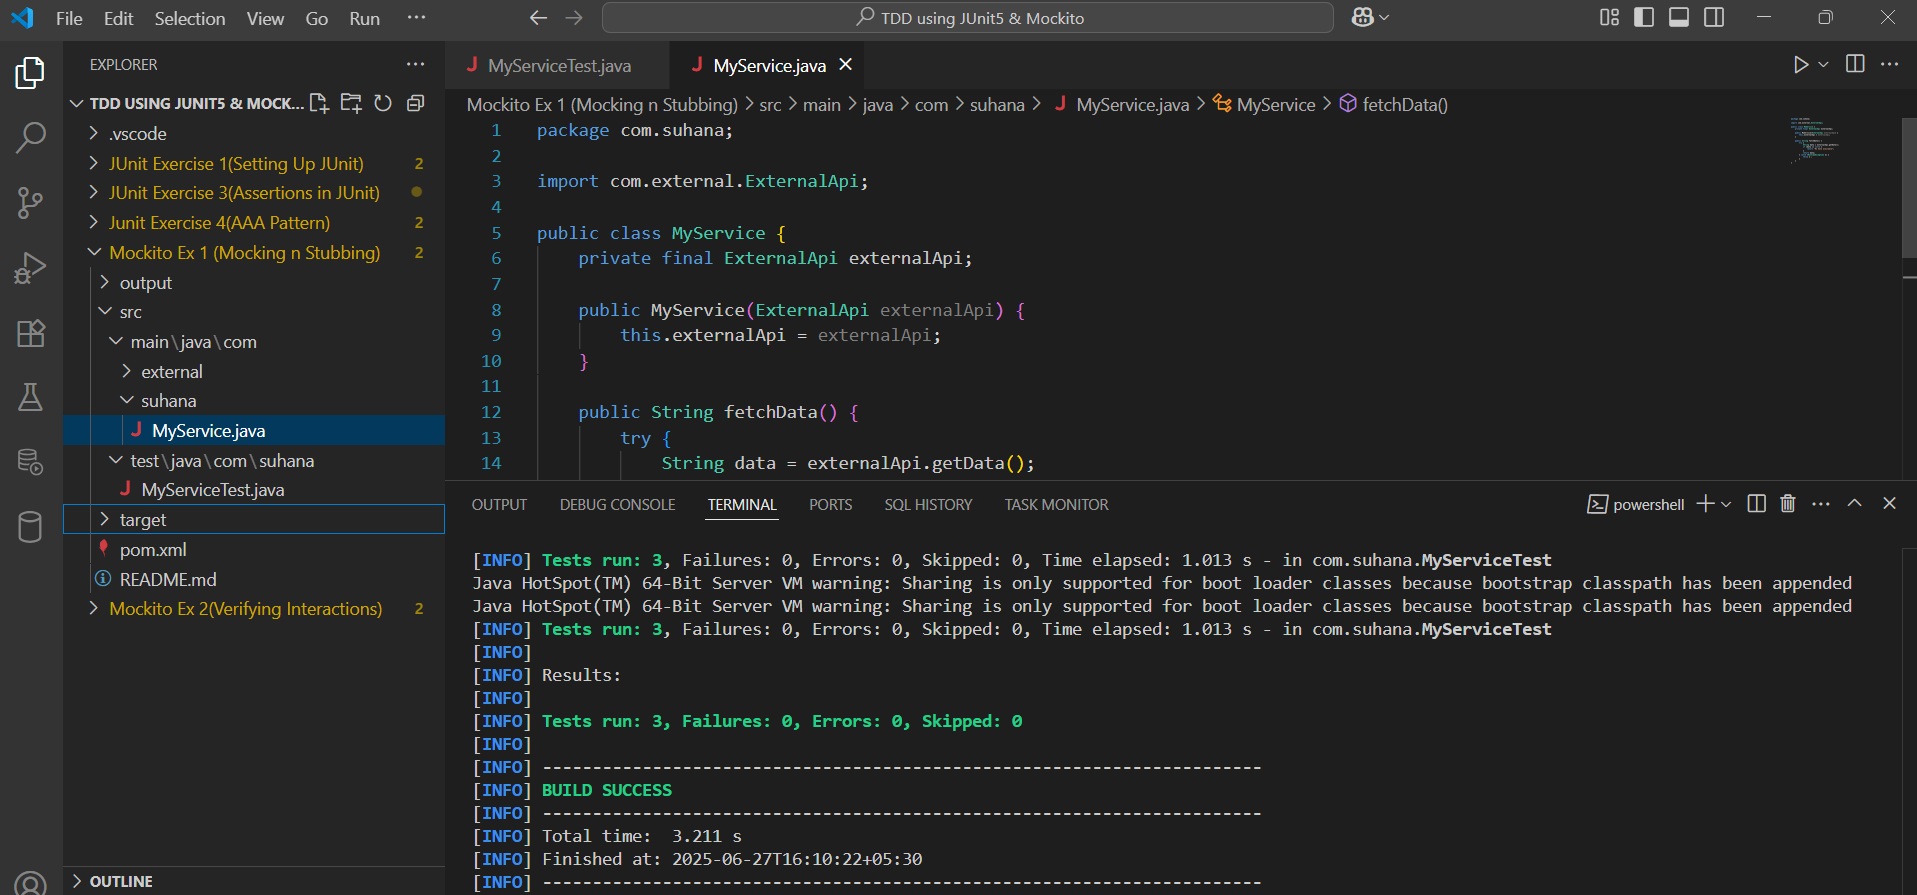 File Edit Selection View Go Run ···
TDD using JUnit5 & Mockito
EXPLORER
TDD USING JUNIT5 & MOCK...
.vscode
JUnit Exercise 1(Setting Up JUnit) 2
JUnit Exercise 3(Assertions in JUnit)
Junit Exercise 4(AAA Pattern) 2
Mockito Ex 1 (Mocking n Stubbing) 2
output
src
main\java\com
external
suhana
MyService.java
test\java\com\suhana
MyServiceTest.java
target
pom.xml
README.md
Mockito Ex 2(Verifying Interactions) 2
OUTLINE
MyServiceTest.java
MyService.java
Mockito Ex 1 (Mocking n Stubbing) > src > main > java > com > suhana > MyService.java > MyService > fetchData()
1 package com.suhana;
2
3 import com.external.ExternalApi;
4
5 public class MyService {
6 private final ExternalApi externalApi;
7
8 public MyService(ExternalApi externalApi) {
9 this.externalApi = externalApi;
10 }
11
12 public String fetchData() {
13 try {
14 String data = externalApi.getData();
OUTPUT DEBUG CONSOLE TERMINAL PORTS SQL HISTORY TASK MONITOR
powershell
[INFO] Tests run: 3, Failures: 0, Errors: 0, Skipped: 0, Time elapsed: 1.013 s - in com.suhana.MyServiceTest
Java HotSpot(TM) 64-Bit Server VM warning: Sharing is only supported for boot loader classes because bootstrap classpath has been appended
Java HotSpot(TM) 64-Bit Server VM warning: Sharing is only supported for boot loader classes because bootstrap classpath has been appended
[INFO] Tests run: 3, Failures: 0, Errors: 0, Skipped: 0, Time elapsed: 1.013 s - in com.suhana.MyServiceTest
[INFO]
[INFO] Results:
[INFO]
[INFO] Tests run: 3, Failures: 0, Errors: 0, Skipped: 0
[INFO]
[INFO] ------------------------------------------------------------------------
[INFO] BUILD SUCCESS
[INFO] ------------------------------------------------------------------------
[INFO] Total time:  3.211 s
[INFO] Finished at: 2025-06-27T16:10:22+05:30
[INFO] ------------------------------------------------------------------------